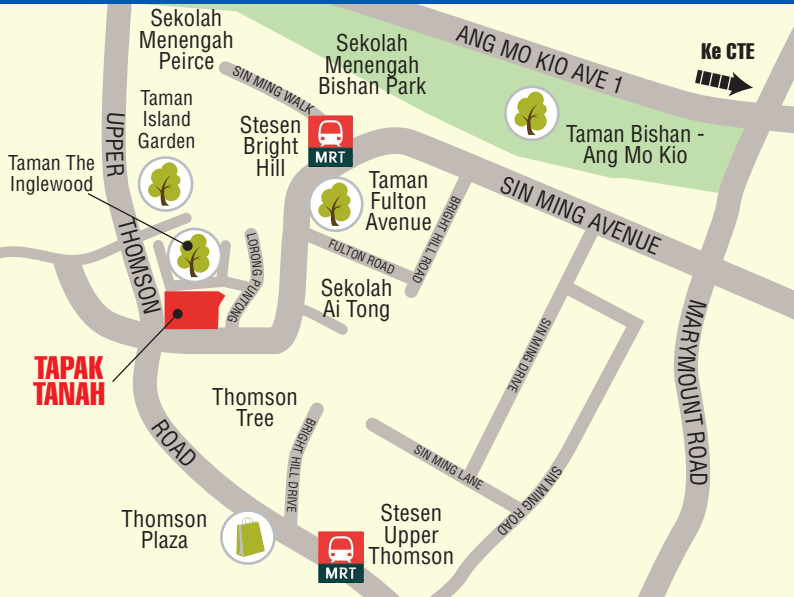 Sekolah
Menengah
Peirce
Sekolah
Menengah
Bishan Park
ANG MO KIO AVE 1
Ke CTE
SIN MING WALK
Taman
Island
Garden
UPPER
THOMSON
ROAD
Stesen
Bright
Hill
MRT
Taman Bishan -
Ang Mo Kio
Taman The
Inglewood
Taman
Fulton
Avenue
SIN MING AVENUE
BRIGHT HILL ROAD
FULTON ROAD
LORONG PUNTONG
Sekolah
Ai Tong
MARYMOUNT ROAD
SIN MING DRIVE
TAPAK
TANAH
Thomson
Tree
BRIGHT HILL DRIVE
SIN MING LANE
SIN MING ROAD
Thomson
Plaza
Stesen
Upper
Thomson
MRT